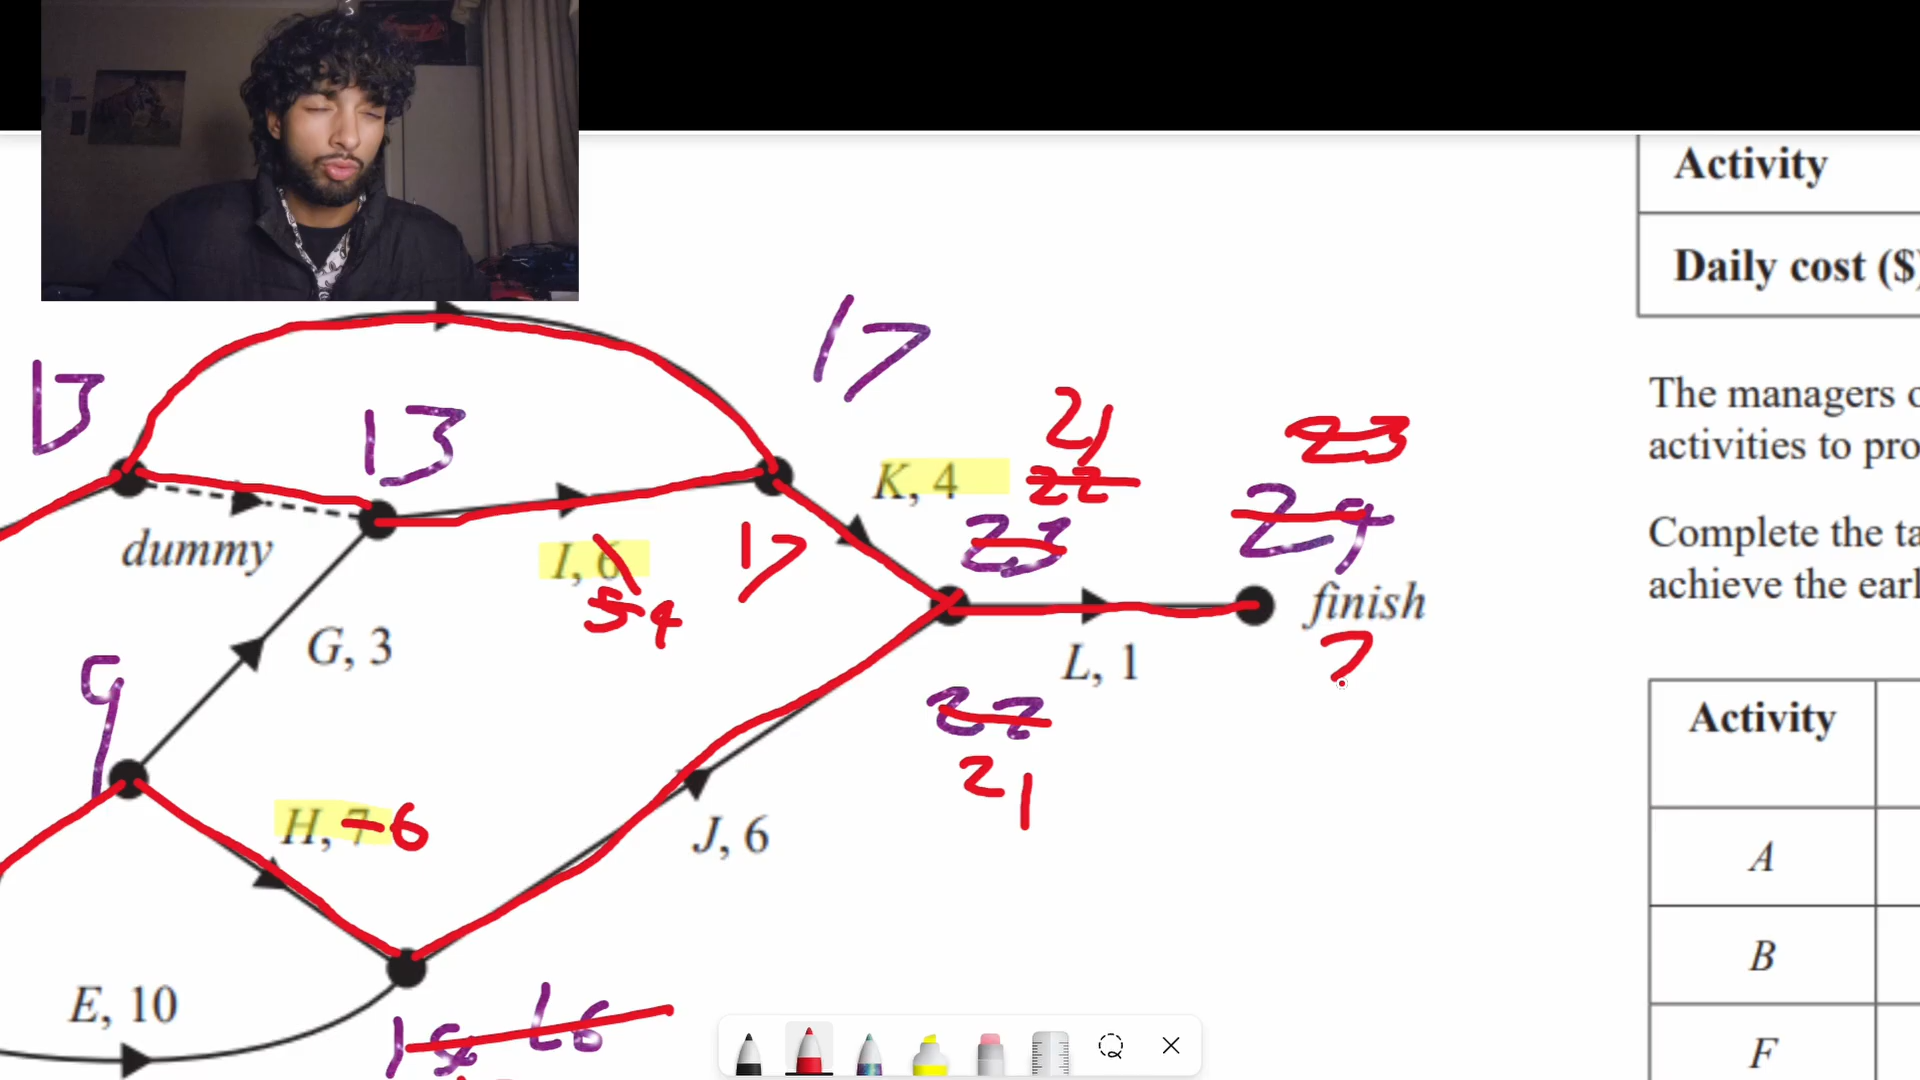 Activity
Daily cost ($)
17
13
13
21
22
23
23
24
K, 4
The managers o
activities to pro
dummy
I, 6
5 4
17
Complete the ta
achieve the earl
finish
?
G, 3
L, 1
9
22
21
Activity
H, 7 6
J, 6
A
B
E, 10
16
F